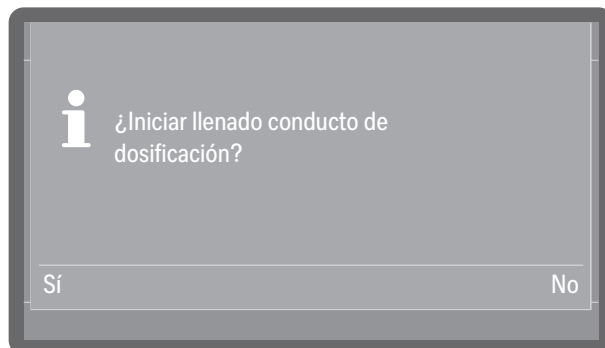 ¿Iniciar llenado conducto de
dosificación?
Sí
No